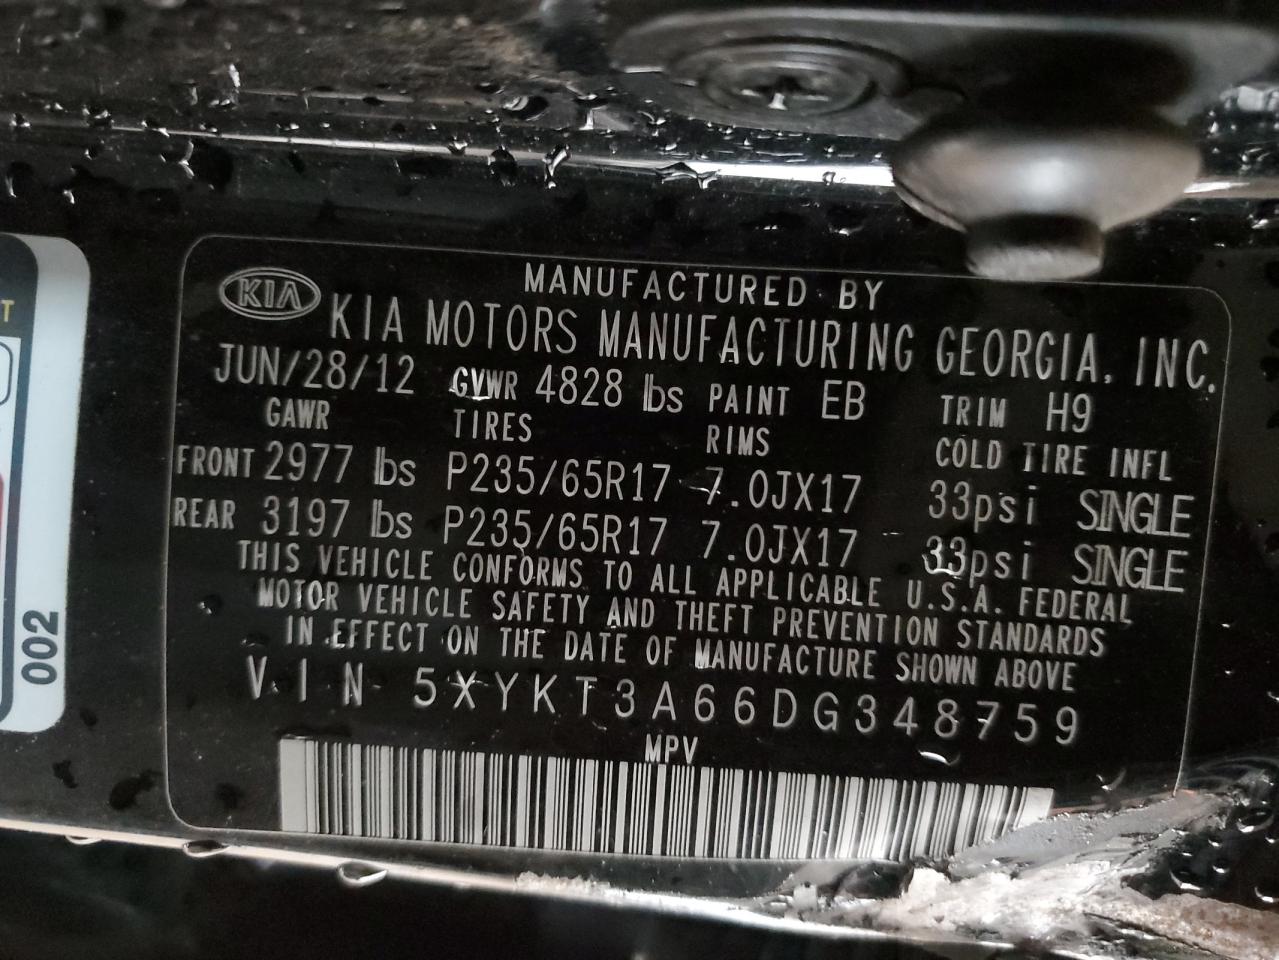 MANUFACTURED BY
KIA KIA MOTORS MANUFACTURING GEORGIA, INC.
JUN/28/12 GVWR 4828 lbs PAINT EB TRIM H9
GAWR TIRES RIMS COLD TIRE INFL
FRONT 2977 lbs P235/65R17 7.0JX17 33psi SINGLE
REAR 3197 lbs P235/65R17 7.0JX17 33psi SINGLE
THIS VEHICLE CONFORMS TO ALL APPLICABLE U.S.A. FEDERAL
MOTOR VEHICLE SAFETY AND THEFT PREVENTION STANDARDS
IN EFFECT ON THE DATE OF MANUFACTURE SHOWN ABOVE
VIN 5XYKT3A66DG348759
MPV
T
002